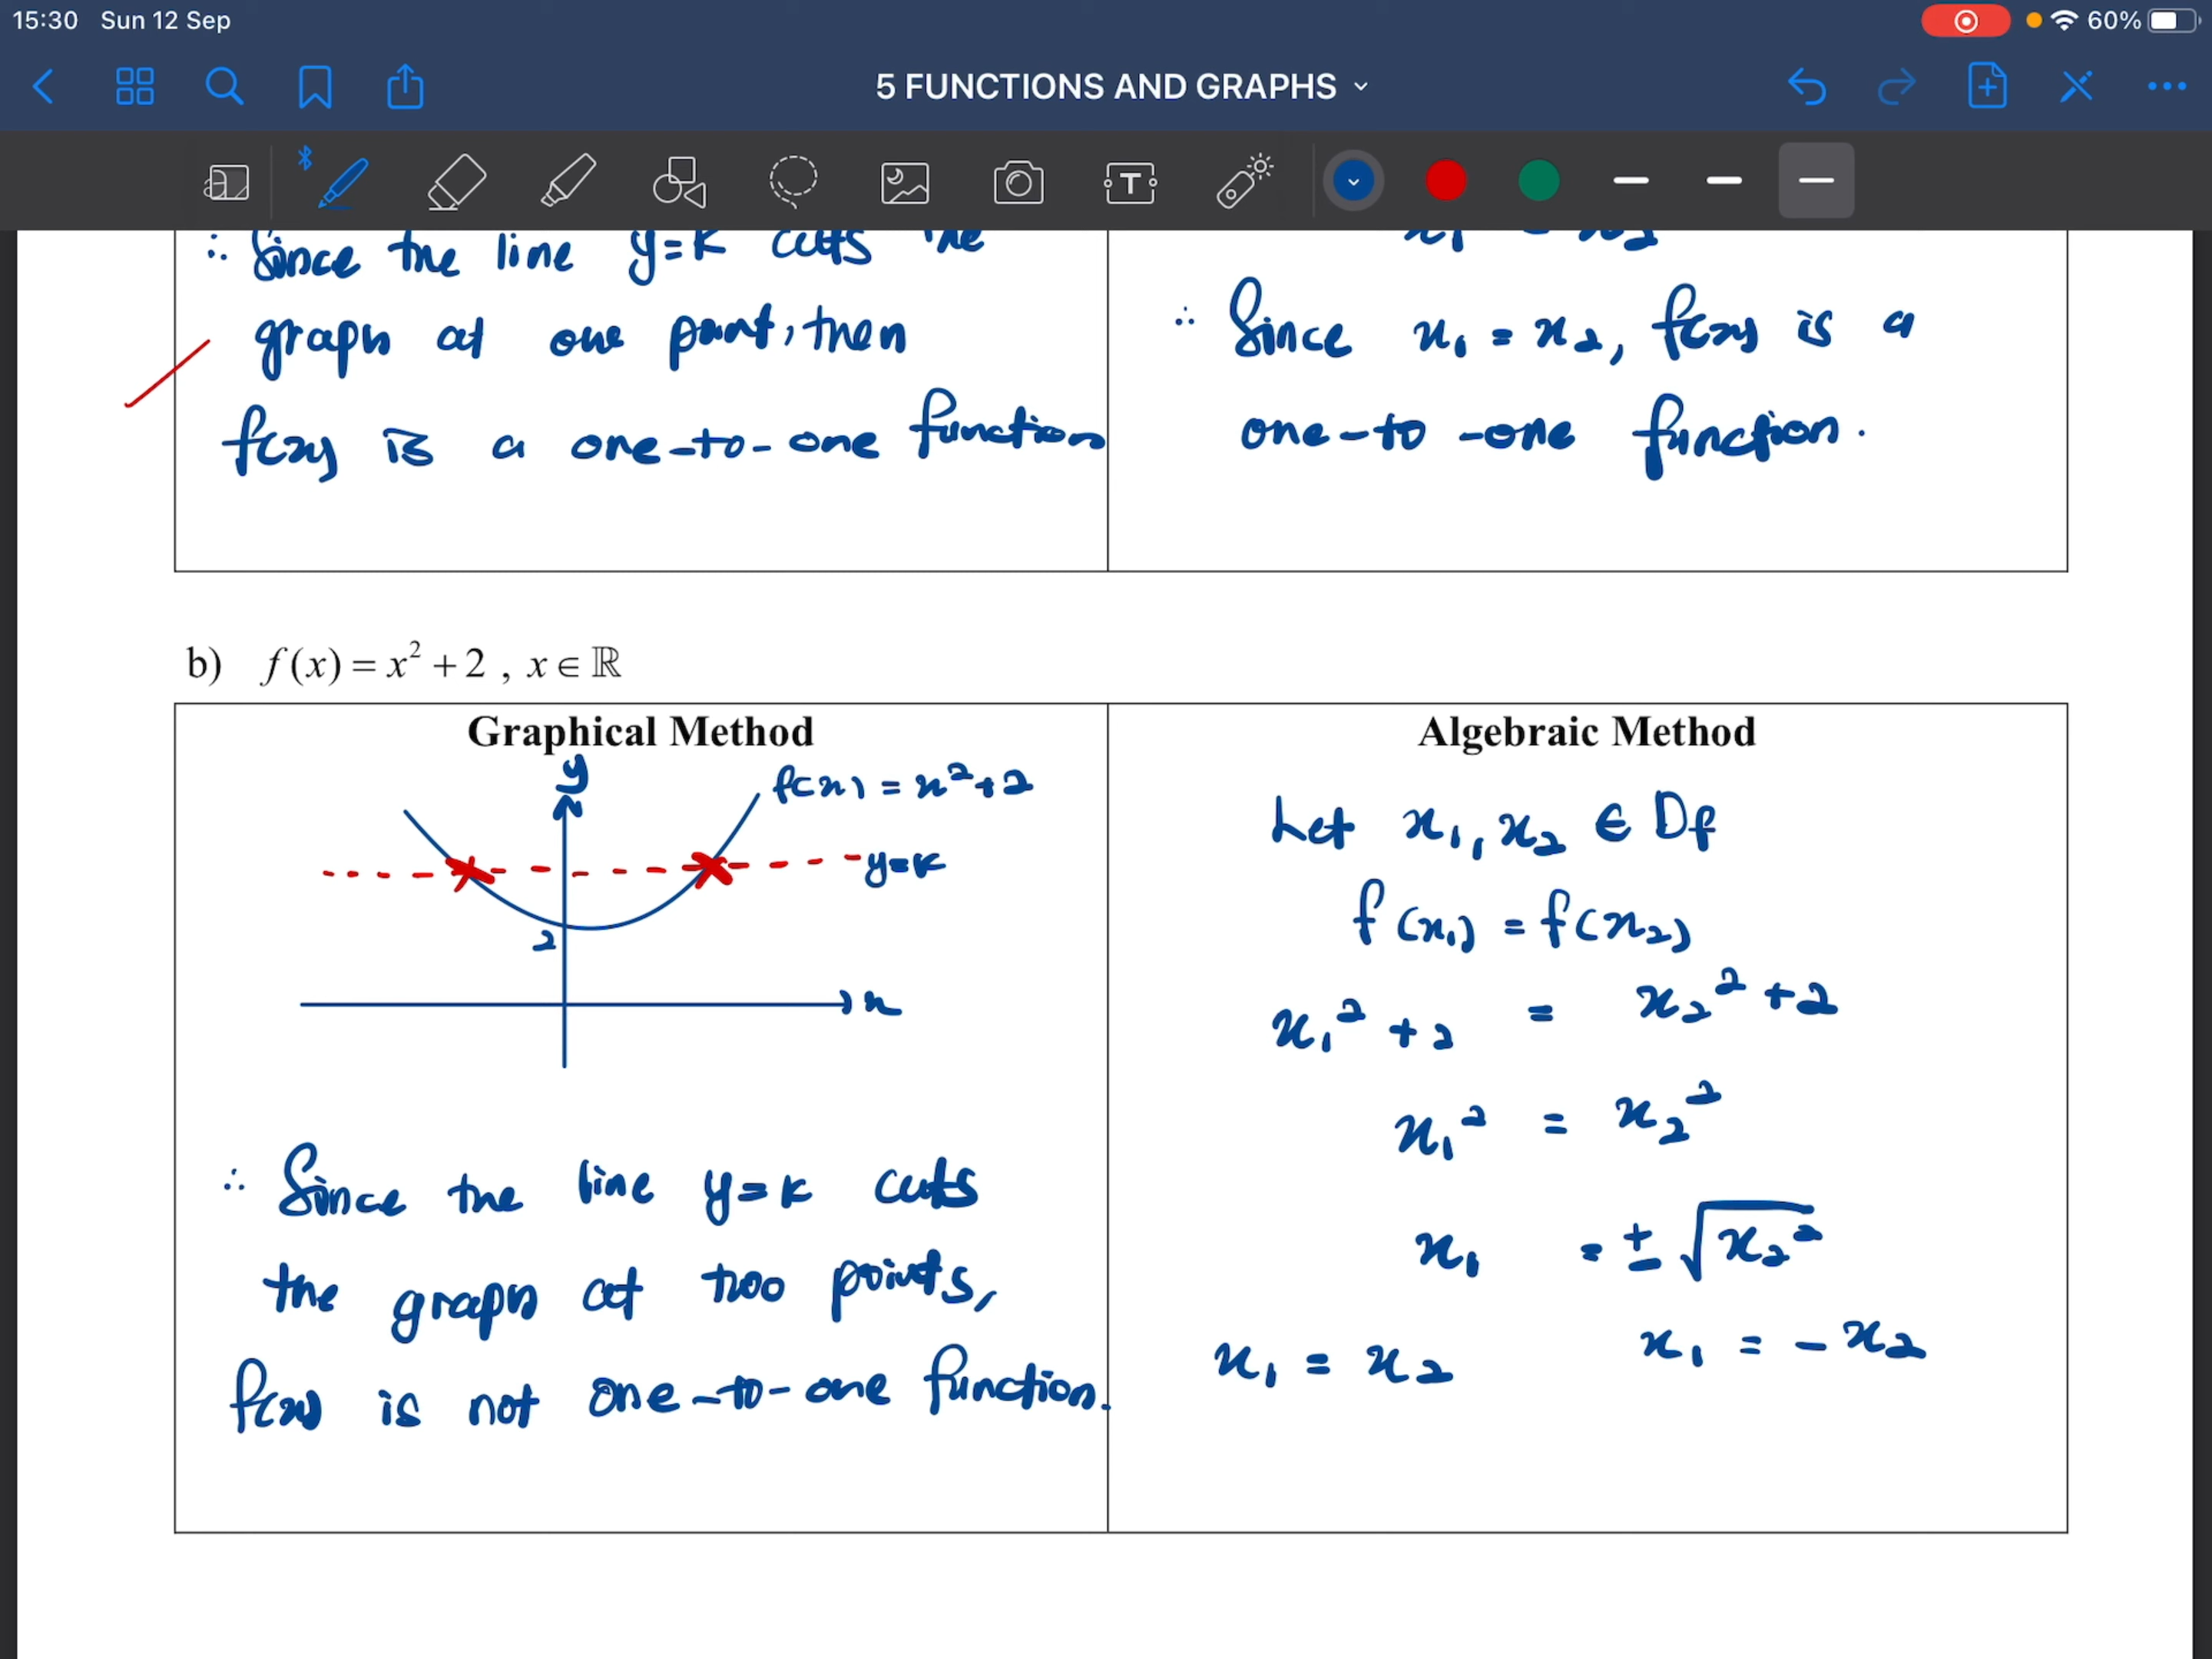 15:30 Sun 12 Sep 60%
5 FUNCTIONS AND GRAPHS
∴ Since the line y=k cuts the
graph at one point, then
f(x) is a one-to-one function
x₁ = x₂
∴ Since x₁ = x₂, f(x) is a
one-to-one function.
b) f(x) = x² + 2 , x ∈ ℝ
Graphical Method
y
f(x) = x²+2
y=k
2
x
∴ Since the line y=k cuts
the graph at two points,
f(x) is not one-to-one function.
Algebraic Method
Let x₁, x₂ ∈ Df
f(x₁) = f(x₂)
x₁² + 2 = x₂² + 2
x₁² = x₂²
x₁ = ± √x₂²
x₁ = x₂ x₁ = - x₂